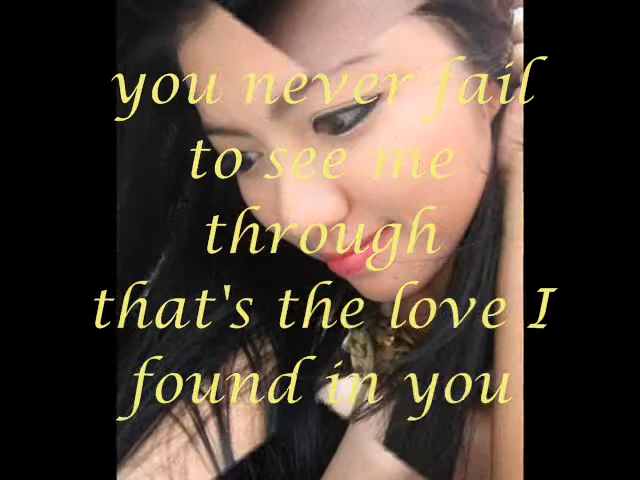 you never fail
to see me
through
that's the love I
found in you